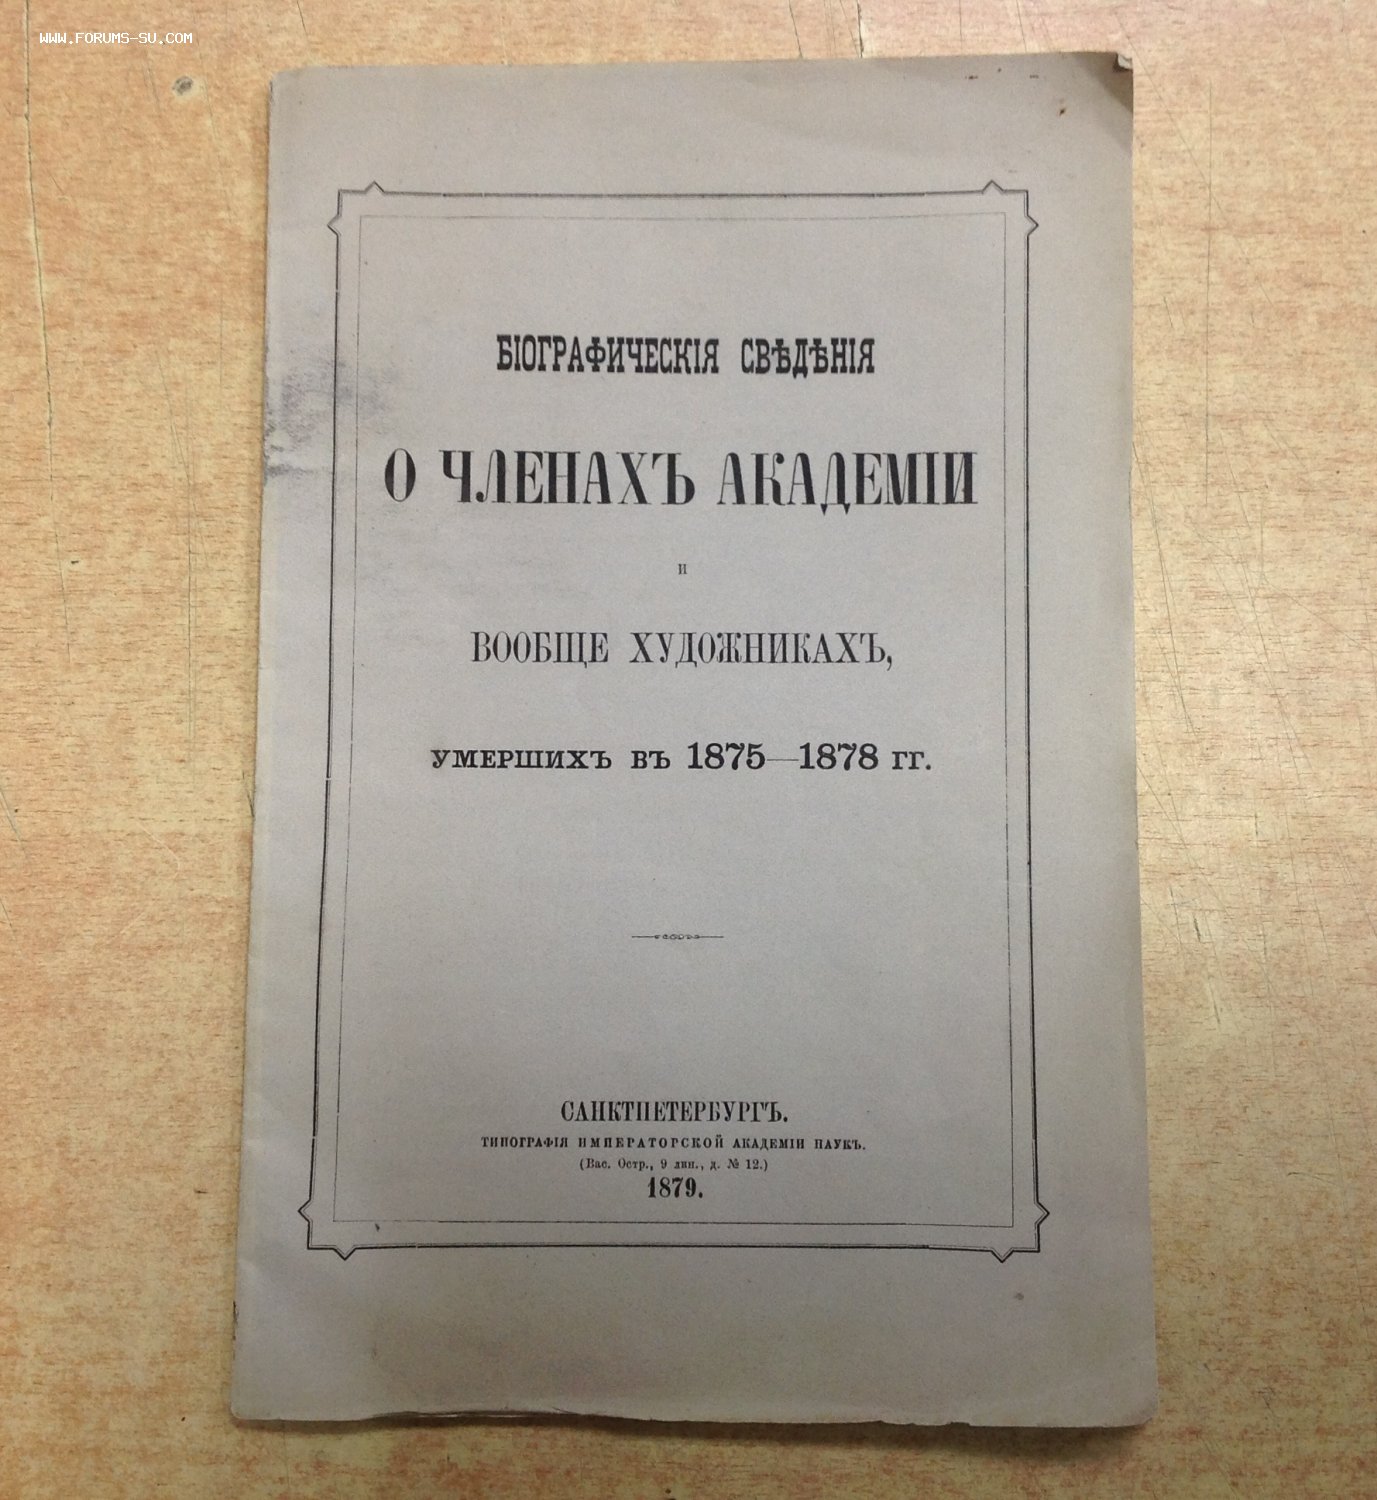 WWW.FORUMS-SU.COM
БІОГРАФИЧЕСКІЯ СВѢДѢНІЯ
О ЧЛЕНАХЪ АКАДЕМІИ
И
ВООБЩЕ ХУДОЖНИКАХЪ,
УМЕРШИХЪ ВЪ 1875—1878 ГГ.
САНКТПЕТЕРБУРГЪ.
ТИПОГРАФІЯ ИМПЕРАТОРСКОЙ АКАДЕМІИ НАУКЪ.
(Вас. Остр., 9 лин., д. № 12.)
1879.